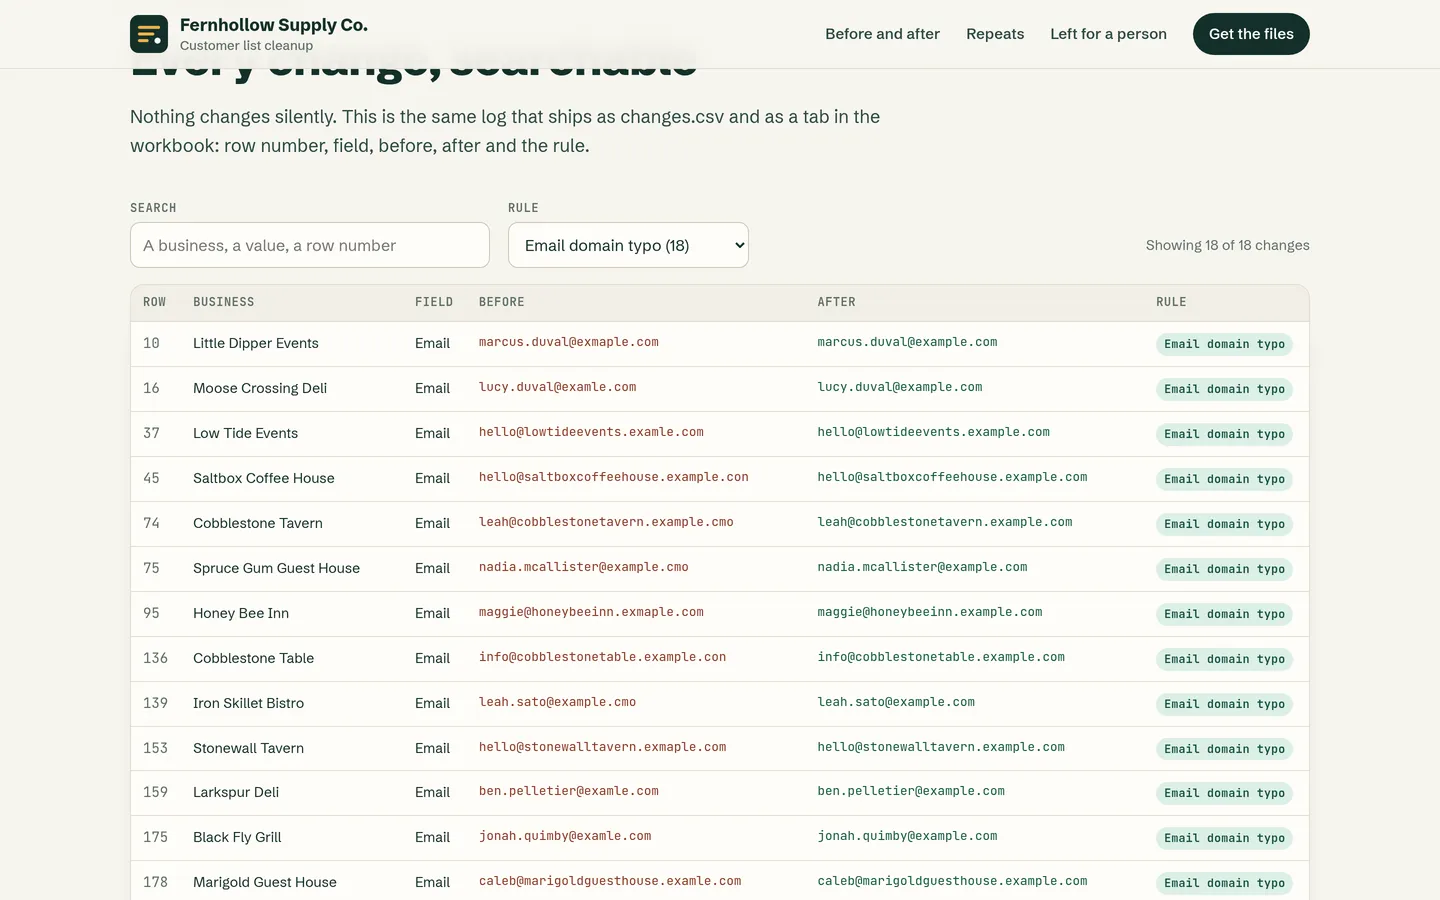 Fernhollow Supply Co.
Customer list cleanup
Before and after
Repeats
Left for a person
Get the files
Every change, searchable
Nothing changes silently. This is the same log that ships as changes.csv and as a tab in the
workbook: row number, field, before, after and the rule.
SEARCH
RULE
A business, a value, a row number
Email domain typo (18)
Showing 18 of 18 changes
ROW BUSINESS FIELD BEFORE AFTER RULE
10 Little Dipper Events Email marcus.duval@exmaple.com marcus.duval@example.com Email domain typo
16 Moose Crossing Deli Email lucy.duval@examle.com lucy.duval@example.com Email domain typo
37 Low Tide Events Email hello@lowtideevents.examle.com hello@lowtideevents.example.com Email domain typo
45 Saltbox Coffee House Email hello@saltboxcoffeehouse.example.con hello@saltboxcoffeehouse.example.com Email domain typo
74 Cobblestone Tavern Email leah@cobblestonetavern.example.cmo leah@cobblestonetavern.example.com Email domain typo
75 Spruce Gum Guest House Email nadia.mcallister@example.cmo nadia.mcallister@example.com Email domain typo
95 Honey Bee Inn Email maggie@honeybeeinn.exmaple.com maggie@honeybeeinn.example.com Email domain typo
136 Cobblestone Table Email info@cobblestonetable.example.con info@cobblestonetable.example.com Email domain typo
139 Iron Skillet Bistro Email leah.sato@example.cmo leah.sato@example.com Email domain typo
153 Stonewall Tavern Email hello@stonewalltavern.exmaple.com hello@stonewalltavern.example.com Email domain typo
159 Larkspur Deli Email ben.pelletier@examle.com ben.pelletier@example.com Email domain typo
175 Black Fly Grill Email jonah.quimby@examle.com jonah.quimby@example.com Email domain typo
178 Marigold Guest House Email caleb@marigoldguesthouse.examle.com caleb@marigoldguesthouse.example.com Email domain typo